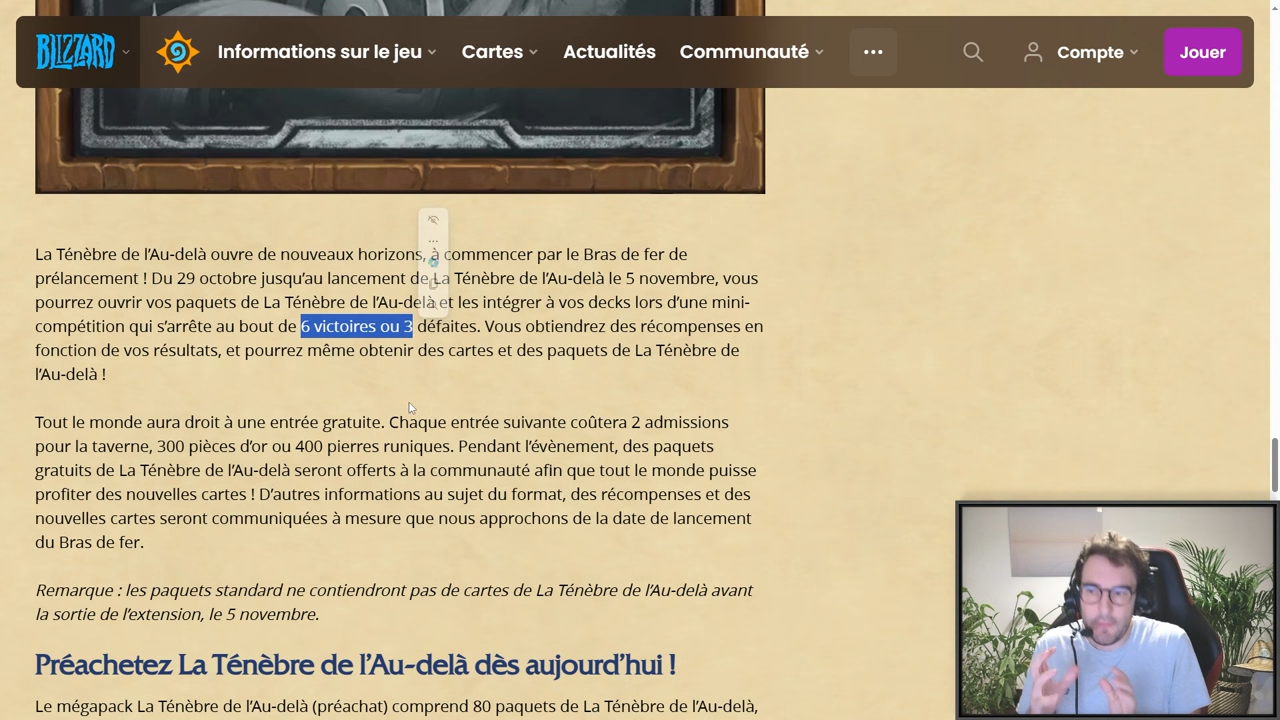 BLIZZARD
Informations sur le jeu
Cartes
Actualités
Communauté
Compte
Jouer
La Ténèbre de l'Au-delà ouvre de nouveaux horizons, à commencer par le Bras de fer de
prélancement ! Du 29 octobre jusqu'au lancement de La Ténèbre de l'Au-delà le 5 novembre, vous
pourrez ouvrir vos paquets de La Ténèbre de l'Au-delà et les intégrer à vos decks lors d'une mini-
compétition qui s'arrête au bout de 6 victoires ou 3 défaites. Vous obtiendrez des récompenses en
fonction de vos résultats, et pourrez même obtenir des cartes et des paquets de La Ténèbre de
l'Au-delà !
Tout le monde aura droit à une entrée gratuite. Chaque entrée suivante coûtera 2 admissions
pour la taverne, 300 pièces d'or ou 400 pierres runiques. Pendant l'évènement, des paquets
gratuits de La Ténèbre de l'Au-delà seront offerts à la communauté afin que tout le monde puisse
profiter des nouvelles cartes ! D'autres informations au sujet du format, des récompenses et des
nouvelles cartes seront communiquées à mesure que nous approchons de la date de lancement
du Bras de fer.
Remarque : les paquets standard ne contiendront pas de cartes de La Ténèbre de l'Au-delà avant
la sortie de l'extension, le 5 novembre.
Préachetez La Ténèbre de l'Au-delà dès aujourd'hui !
Le mégapack La Ténèbre de l'Au-delà (préachat) comprend 80 paquets de La Ténèbre de l'Au-delà,